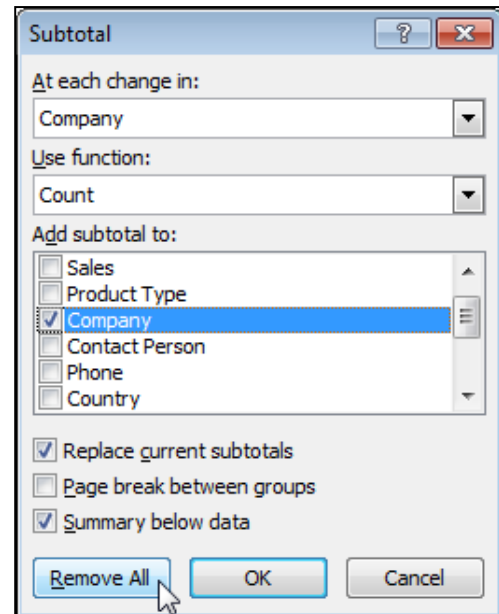 Subtotal
At each change in:
Company
Use function:
Count
Add subtotal to:
Sales
Product Type
Company
Contact Person
Phone
Country
Replace current subtotals
Page break between groups
Summary below data
Remove All OK Cancel